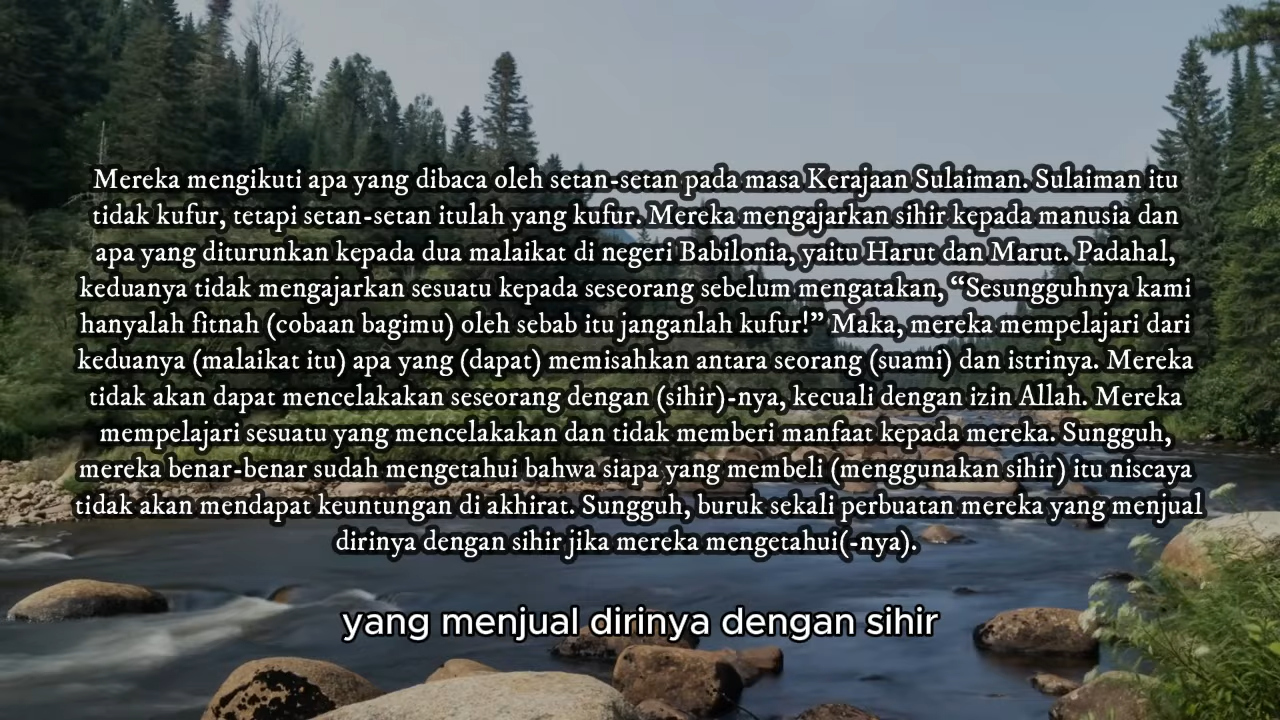 Mereka mengikuti apa yang dibaca oleh setan-setan pada masa Kerajaan Sulaiman. Sulaiman itu
tidak kufur, tetapi setan-setan itulah yang kufur. Mereka mengajarkan sihir kepada manusia dan
apa yang diturunkan kepada dua malaikat di negeri Babilonia, yaitu Harut dan Marut. Padahal,
keduanya tidak mengajarkan sesuatu kepada seseorang sebelum mengatakan, “Sesungguhnya kami
hanyalah fitnah (cobaan bagimu) oleh sebab itu janganlah kufur!” Maka, mereka mempelajari dari
keduanya (malaikat itu) apa yang (dapat) memisahkan antara seorang (suami) dan istrinya. Mereka
tidak akan dapat mencelakakan seseorang dengan (sihir)-nya, kecuali dengan izin Allah. Mereka
mempelajari sesuatu yang mencelakakan dan tidak memberi manfaat kepada mereka. Sungguh,
mereka benar-benar sudah mengetahui bahwa siapa yang membeli (menggunakan sihir) itu niscaya
tidak akan mendapat keuntungan di akhirat. Sungguh, buruk sekali perbuatan mereka yang menjual
dirinya dengan sihir jika mereka mengetahui(-nya).
yang menjual dirinya dengan sihir